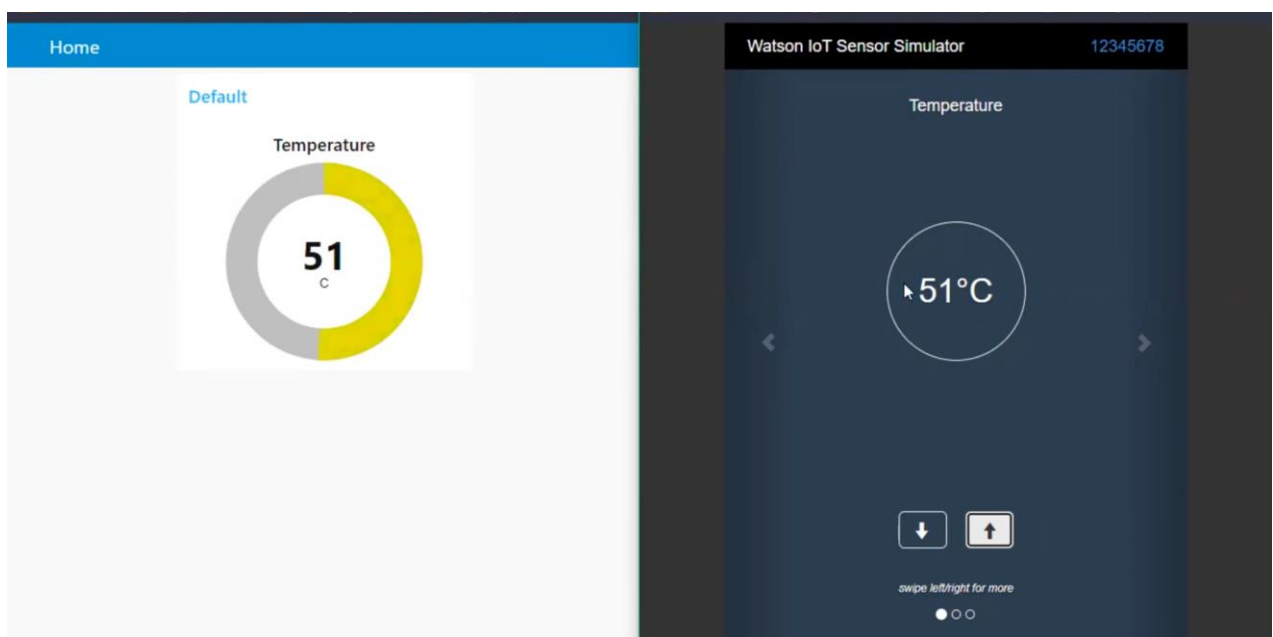 Home
Default
Temperature
51
C
Watson IoT Sensor Simulator
12345678
Temperature
51°C
swipe left/right for more